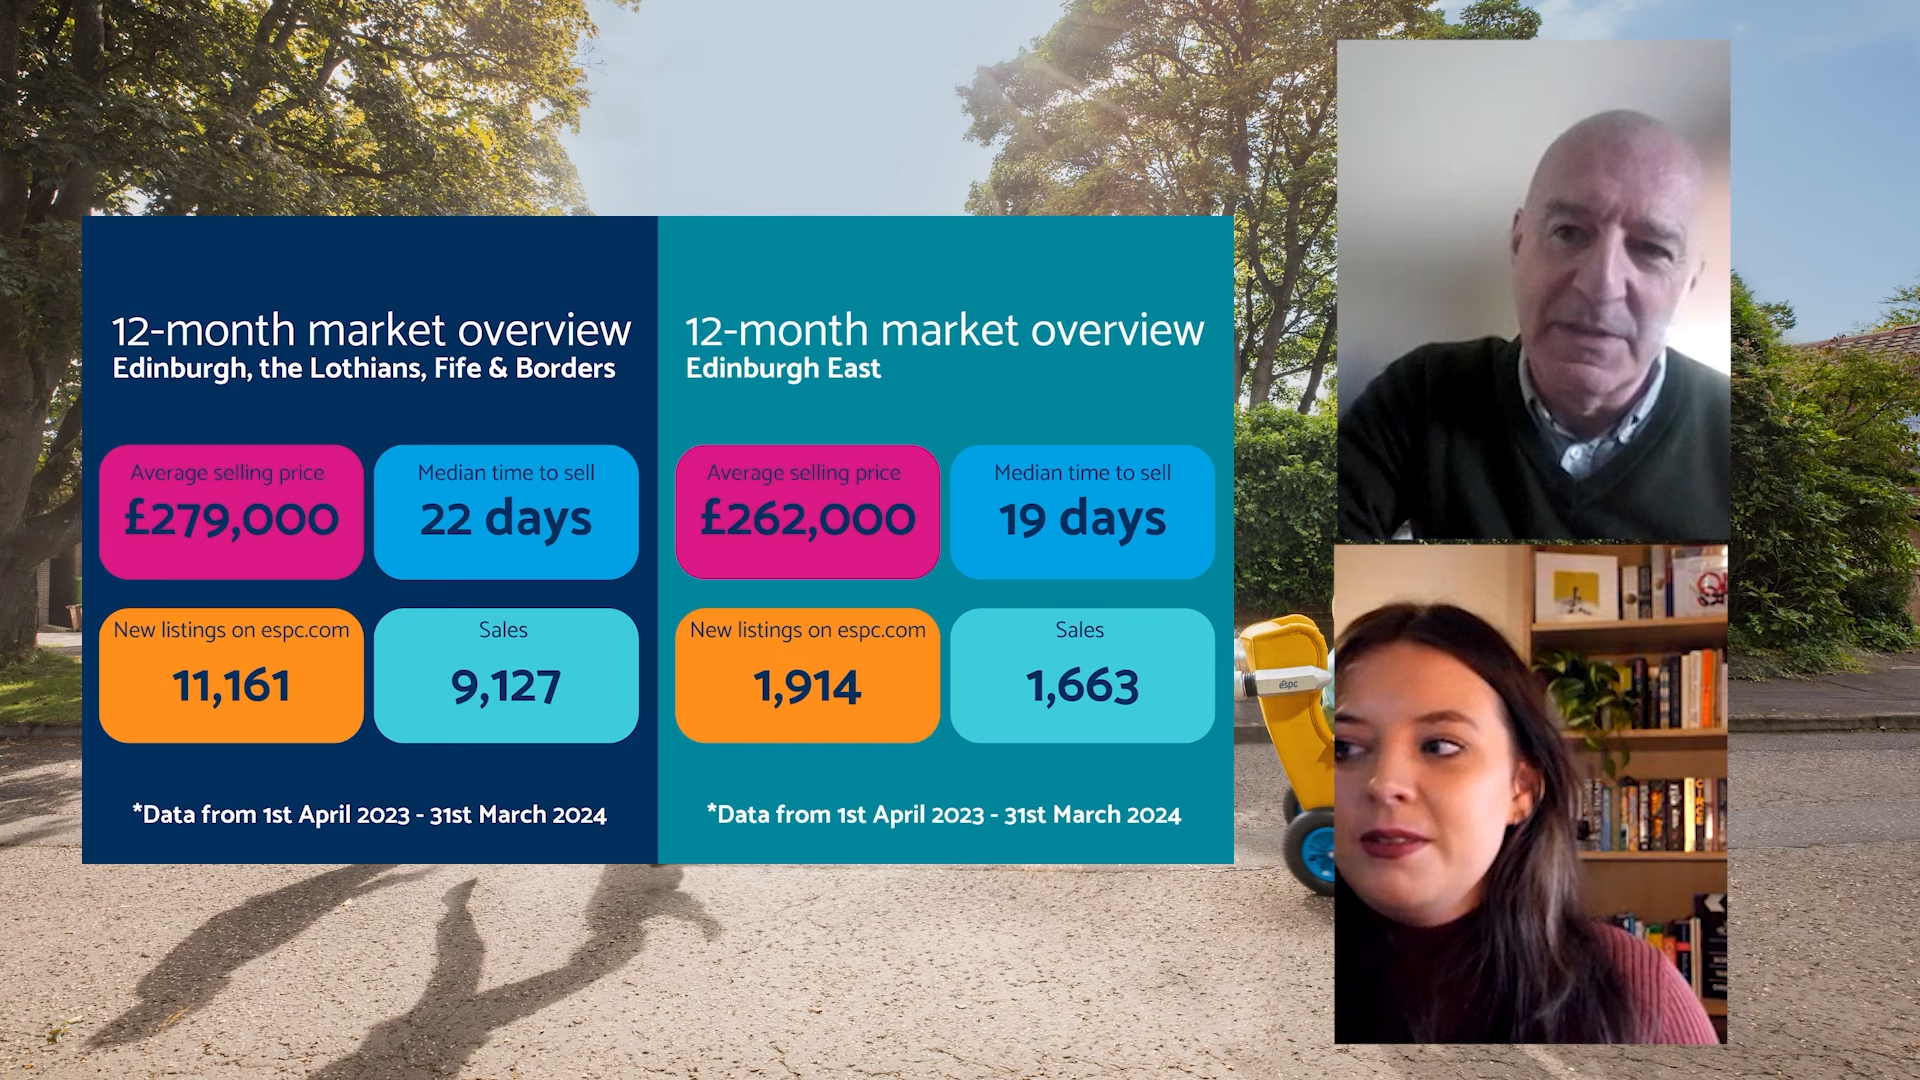 12-month market overview
Edinburgh, the Lothians, Fife & Borders
Average selling price
£279,000
Median time to sell
22 days
New listings on espc.com
11,161
Sales
9,127
*Data from 1st April 2023 - 31st March 2024
12-month market overview
Edinburgh East
Average selling price
£262,000
Median time to sell
19 days
New listings on espc.com
1,914
Sales
1,663
*Data from 1st April 2023 - 31st March 2024
espc